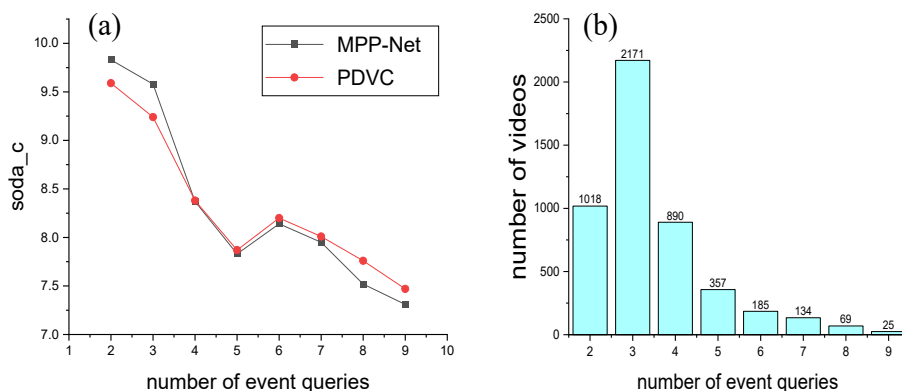 (a)
MPP-Net
PDVC
soda_c
10.0
9.5
9.0
8.5
8.0
7.5
7.0
1 2 3 4 5 6 7 8 9 10
number of event queries
(b)
number of videos
2500
2000
1500
1000
500
0
1018
2171
890
357
185
134
69
25
2 3 4 5 6 7 8 9
number of event queries